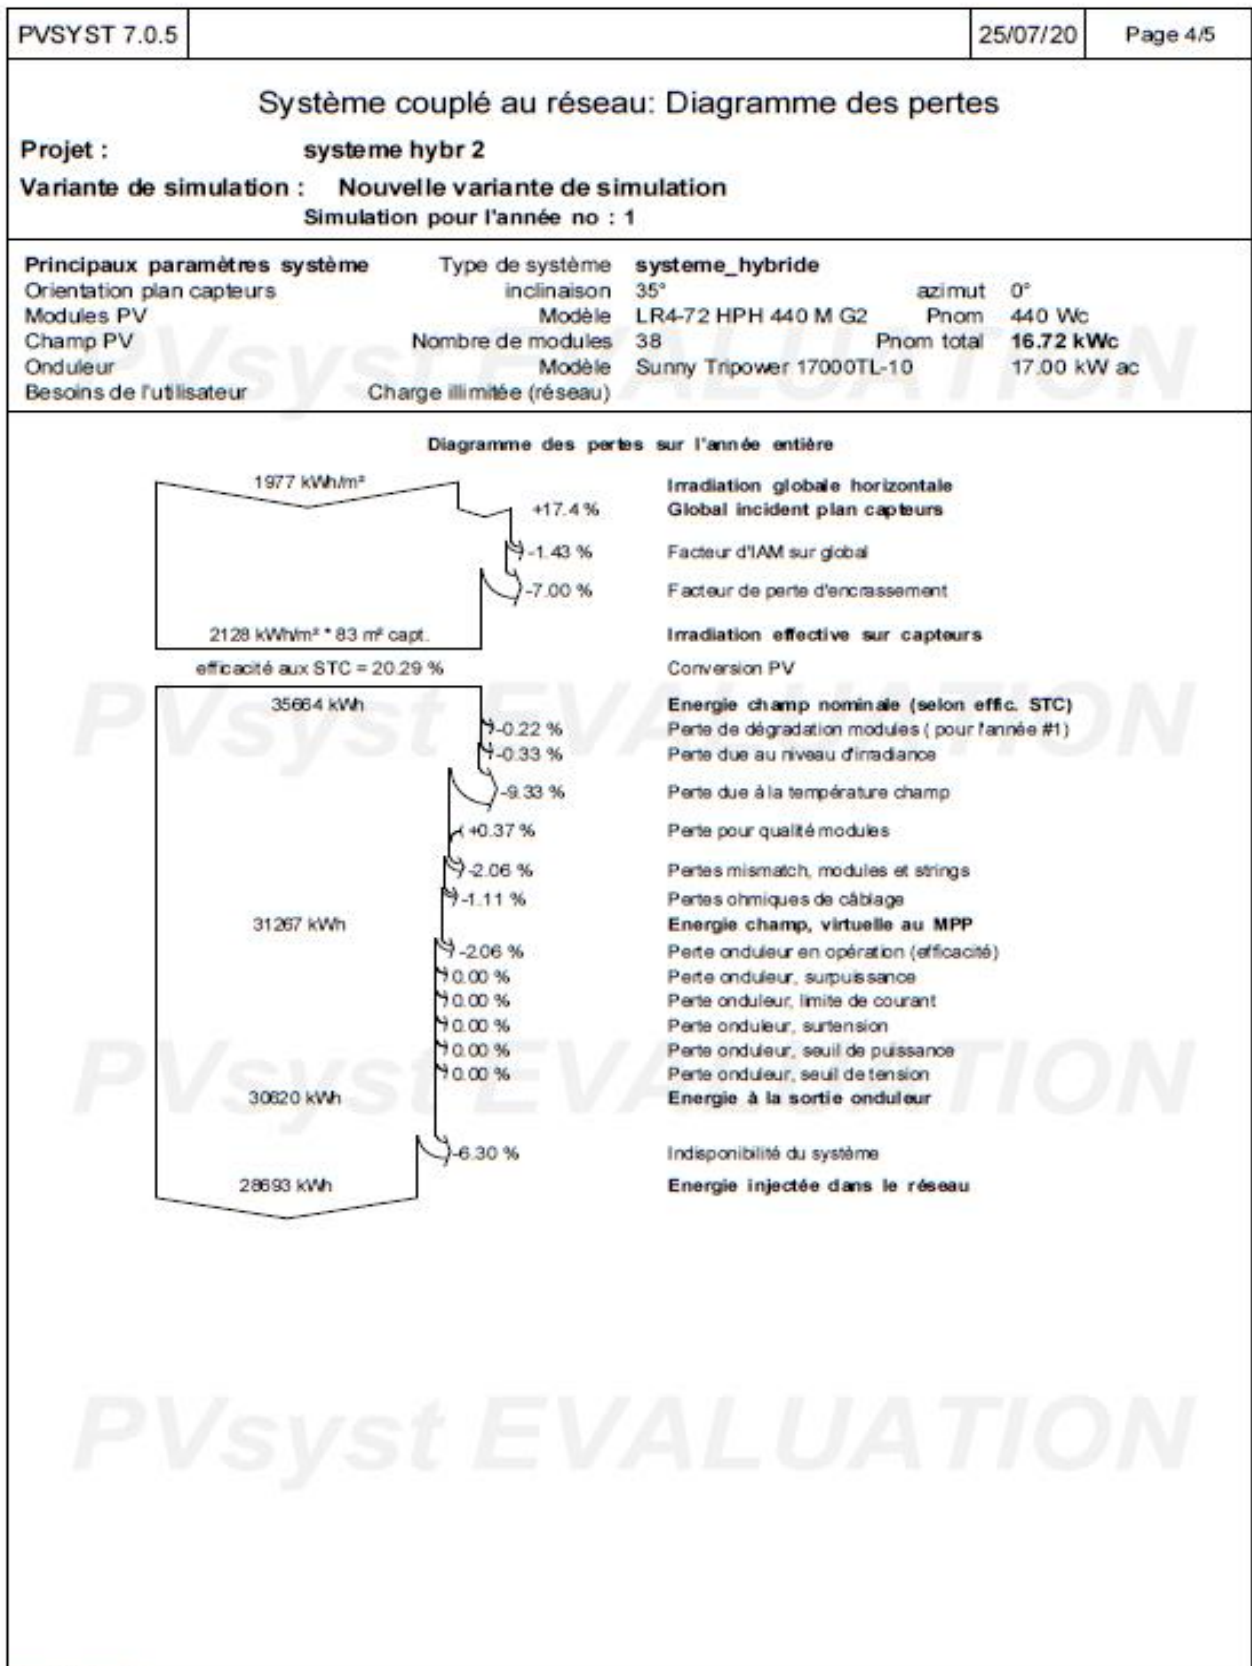 PVSYST 7.0.5 25/07/20 Page 4/5
Système couplé au réseau: Diagramme des pertes
Projet : systeme hybr 2
Variante de simulation : Nouvelle variante de simulation
Simulation pour l'année no : 1
Principaux paramètres système Type de système systeme_hybride
Orientation plan capteurs inclinaison 35° azimut 0°
Modules PV Modèle LR4-72 HPH 440 M G2 Pnom 440 Wc
Champ PV Nombre de modules 38 Pnom total 16.72 kWc
Onduleur Modèle Sunny Tripower 17000TL-10 17.00 kW ac
Besoins de l'utilisateur Charge illimitée (réseau)
PVsyst EVALUATION
Diagramme des pertes sur l'année entière
1977 kWh/m² Irradiation globale horizontale
+17.4 % Global incident plan capteurs
-1.43 % Facteur d'IAM sur global
-7.00 % Facteur de perte d'encrassement
2128 kWh/m² * 83 m² capt. Irradiation effective sur capteurs
efficacité aux STC = 20.29 % Conversion PV
35664 kWh Energie champ nominale (selon effic. STC)
PVsyst EVALUATION
-0.22 % Perte de dégradation modules ( pour l'année #1)
-0.33 % Perte due au niveau d'irradiance
-9.33 % Perte due à la température champ
+0.37 % Perte pour qualité modules
-2.06 % Pertes mismatch, modules et strings
-1.11 % Pertes ohmiques de câblage
31267 kWh Energie champ, virtuelle au MPP
-2.06 % Perte onduleur en opération (efficacité)
0.00 % Perte onduleur, surpuissance
0.00 % Perte onduleur, limite de courant
0.00 % Perte onduleur, surtension
0.00 % Perte onduleur, seuil de puissance
0.00 % Perte onduleur, seuil de tension
PVsyst EVALUATION
30620 kWh Energie à la sortie onduleur
-6.30 % Indisponibilité du système
28693 kWh Energie injectée dans le réseau
PVsyst EVALUATION